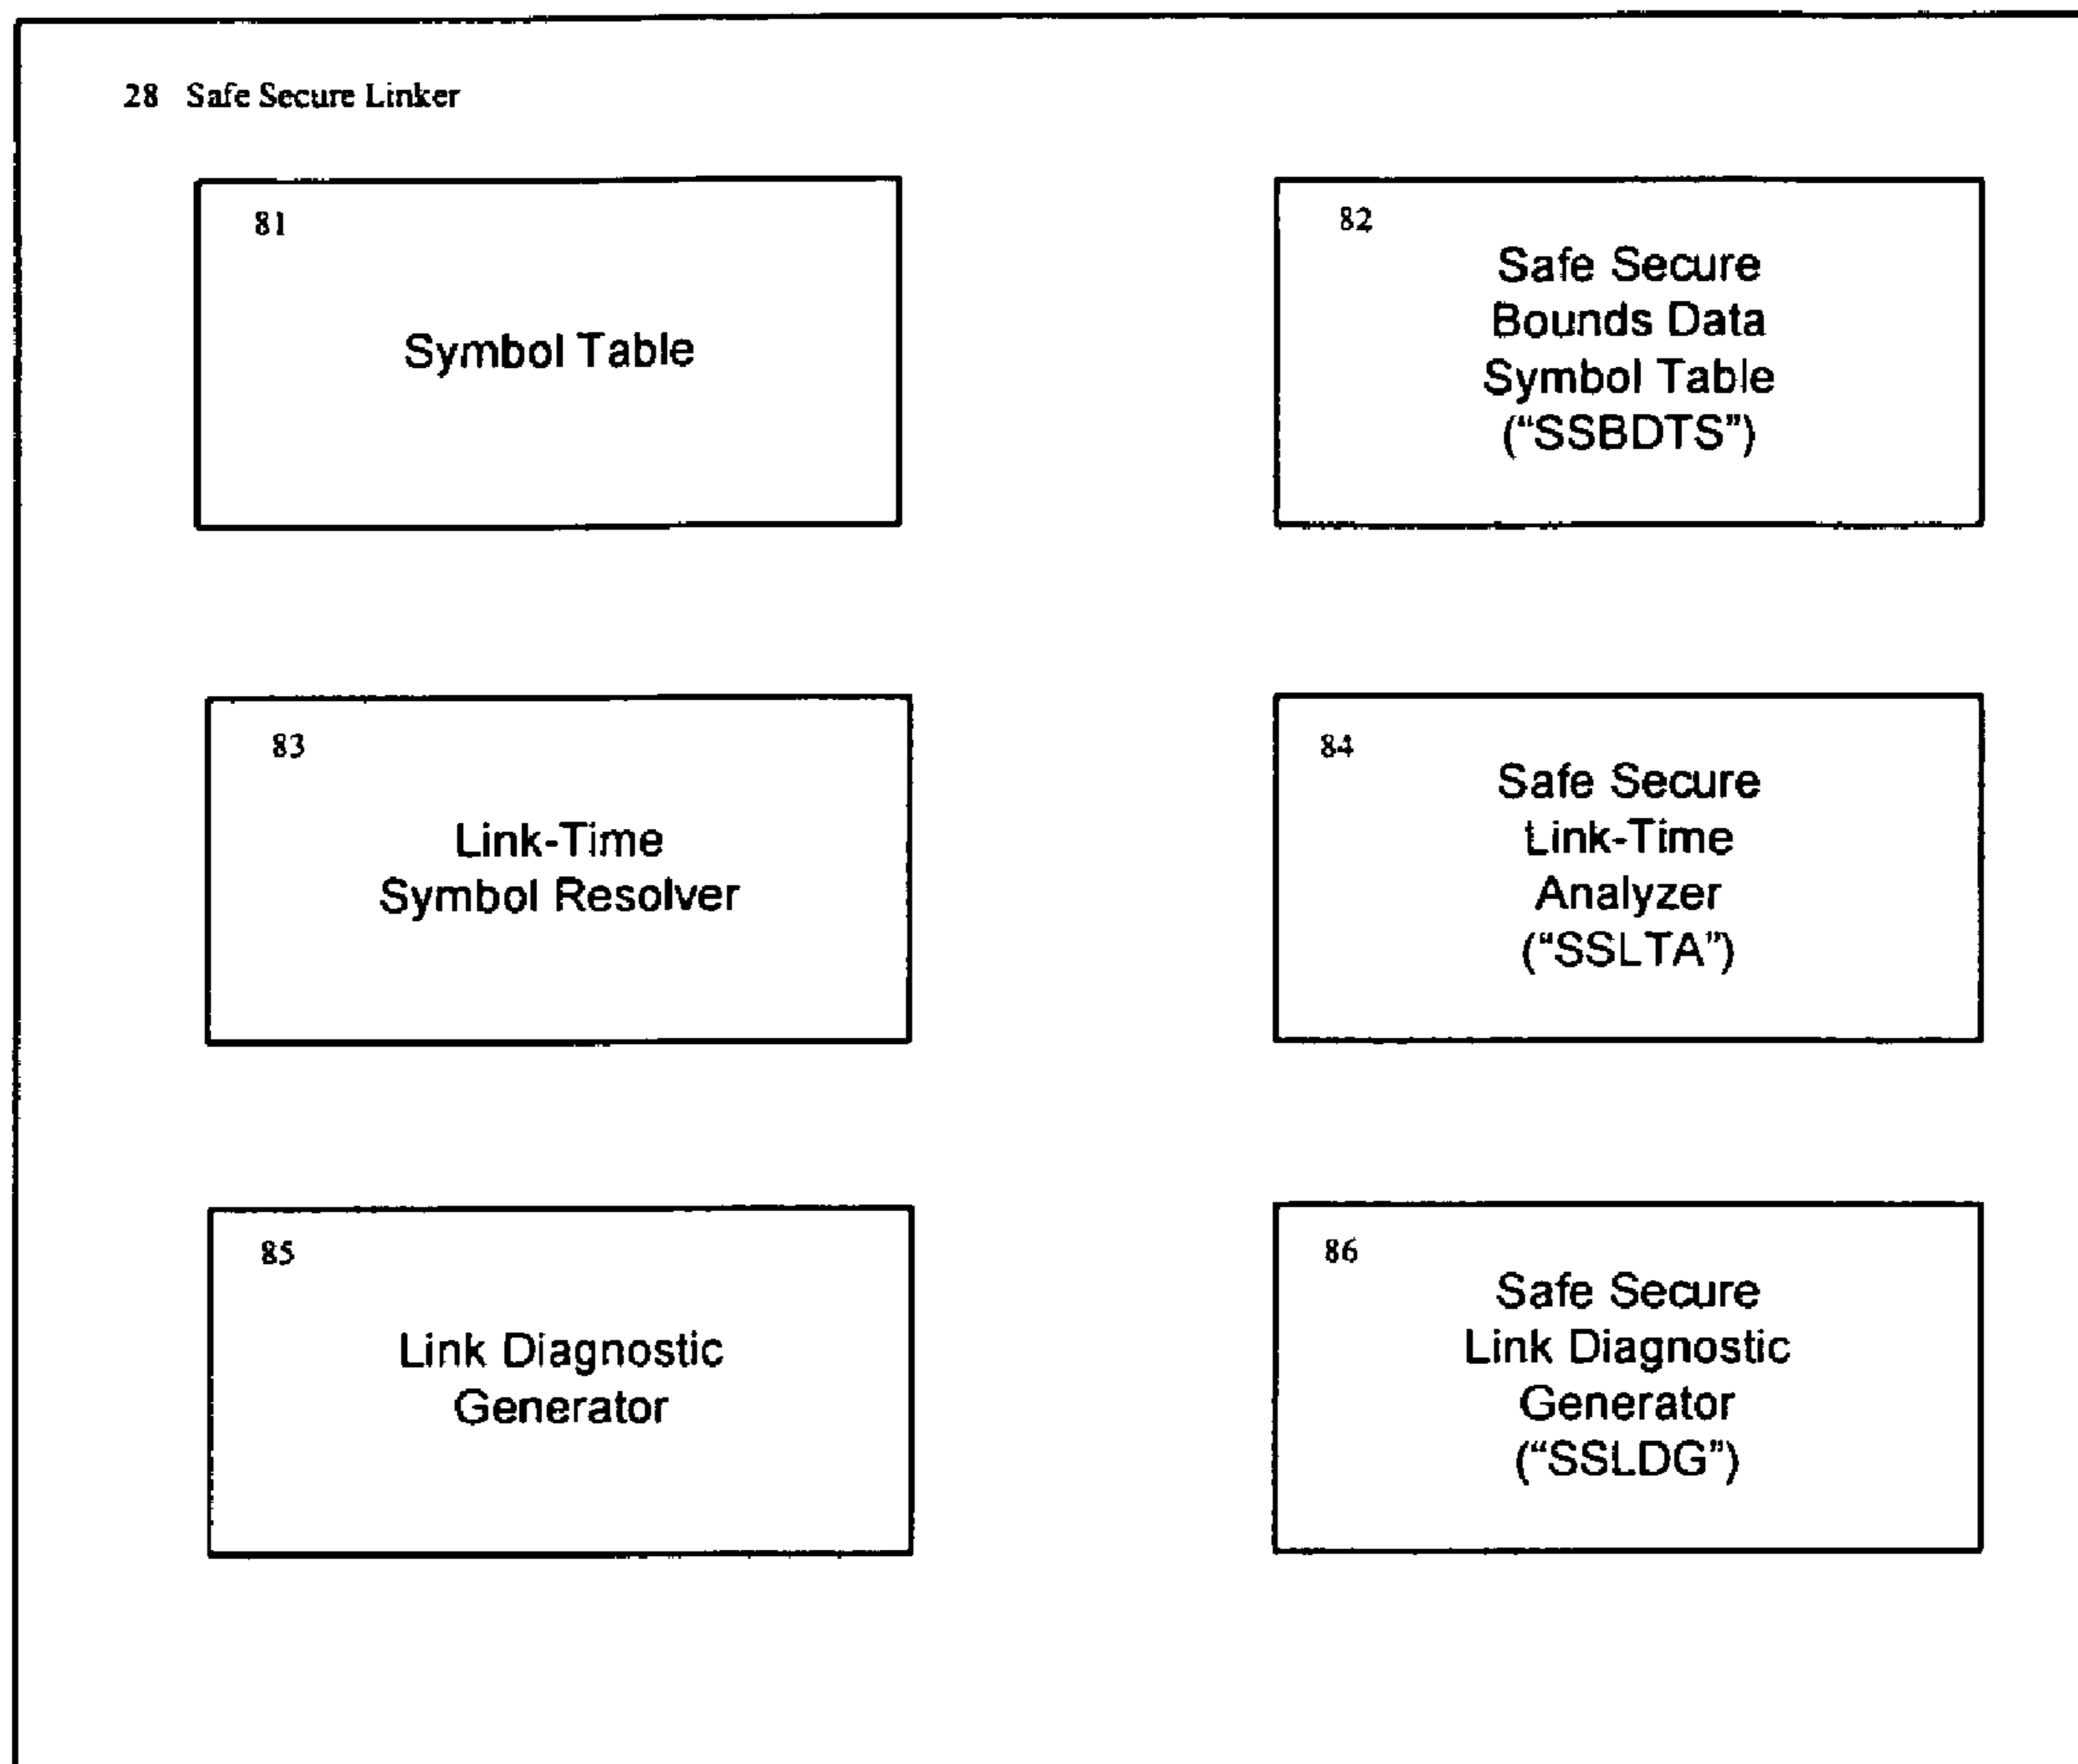 28 Safe Secure Linker
81
Symbol Table
82
Safe Secure
Bounds Data
Symbol Table
(“SSBDTS”)
83
Link-Time
Symbol Resolver
84
Safe Secure
Link-Time
Analyzer
(“SSLTA”)
85
Link Diagnostic
Generator
86
Safe Secure
Link Diagnostic
Generator
(“SSLDG”)